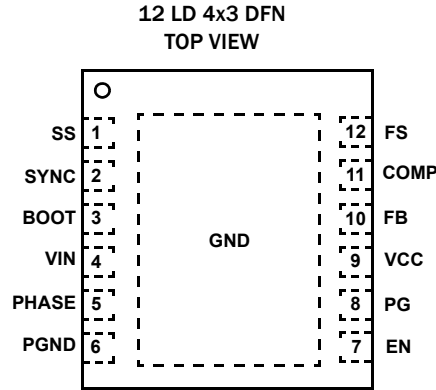 12 LD 4x3 DFN
TOP VIEW
SS 1 12 FS
SYNC 2 11 COMP
BOOT 3 10 FB
GND
VIN 4 9 VCC
PHASE 5 8 PG
PGND 6 7 EN